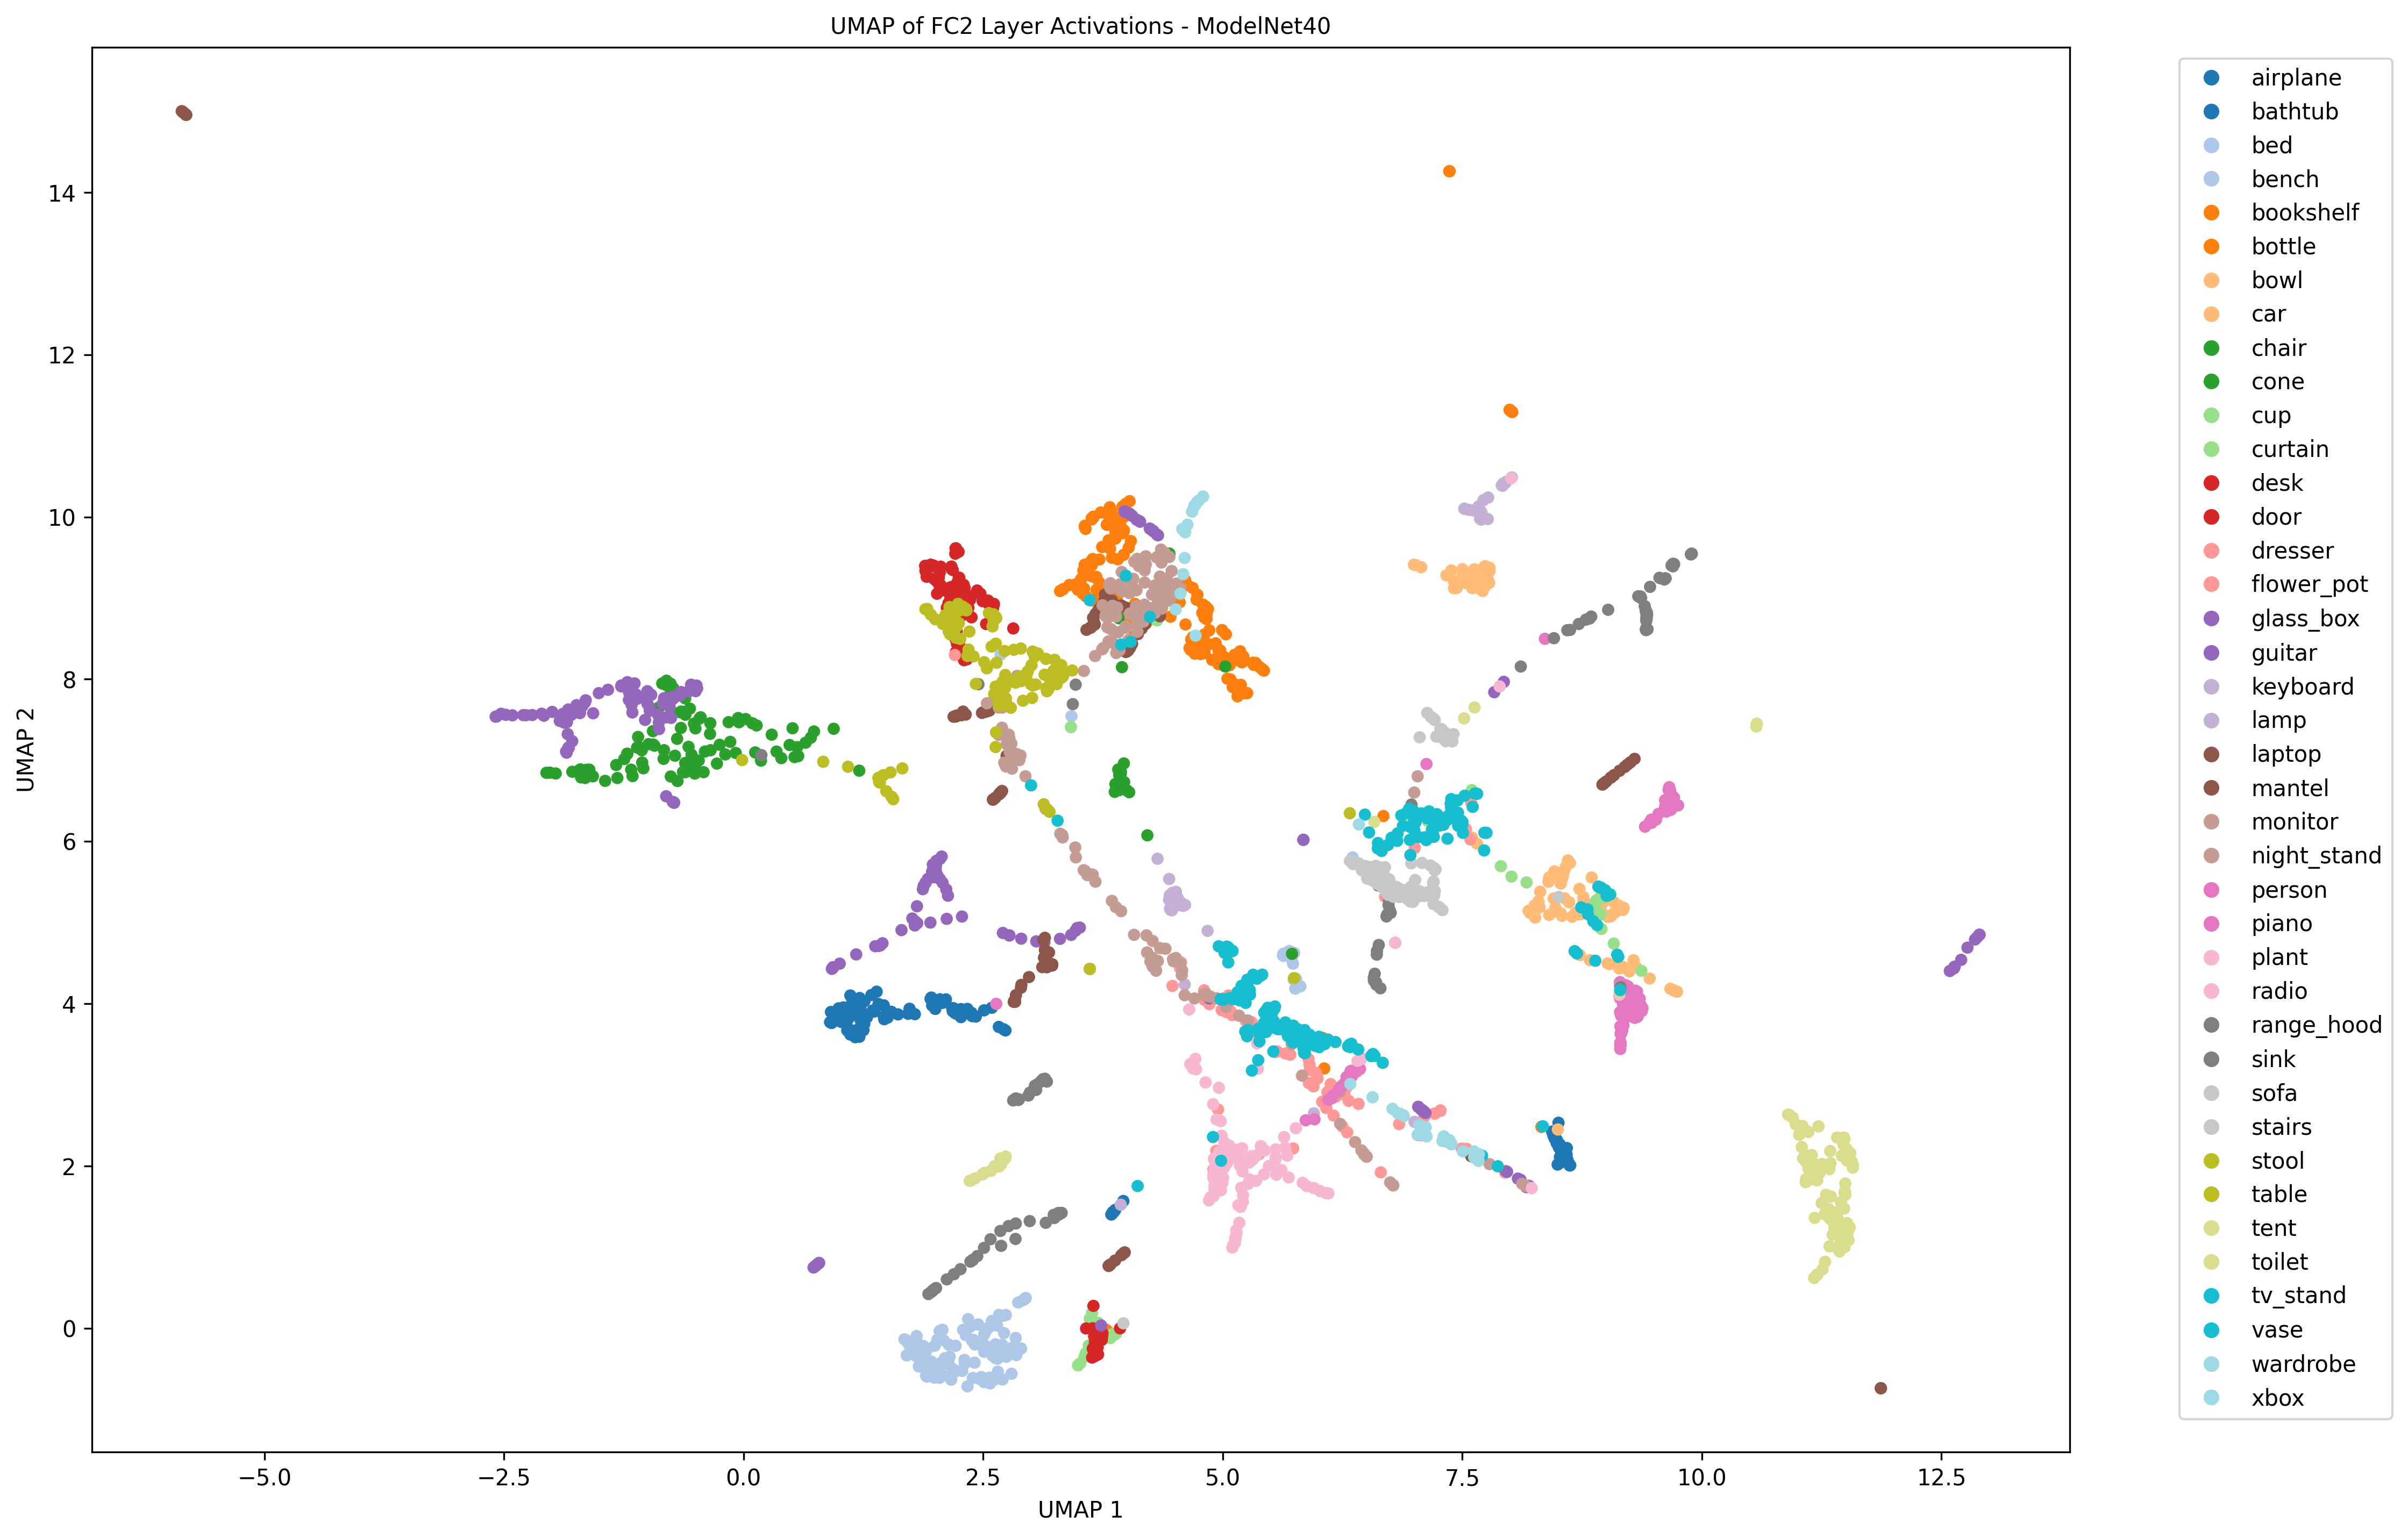 UMAP of FC2 Layer Activations - ModelNet40
14
12
10
8
6
4
2
0
UMAP 2
−5.0
−2.5
0.0
2.5
5.0
7.5
10.0
12.5
UMAP 1
airplane
bathtub
bed
bench
bookshelf
bottle
bowl
car
chair
cone
cup
curtain
desk
door
dresser
flower_pot
glass_box
guitar
keyboard
lamp
laptop
mantel
monitor
night_stand
person
piano
plant
radio
range_hood
sink
sofa
stairs
stool
table
tent
toilet
tv_stand
vase
wardrobe
xbox